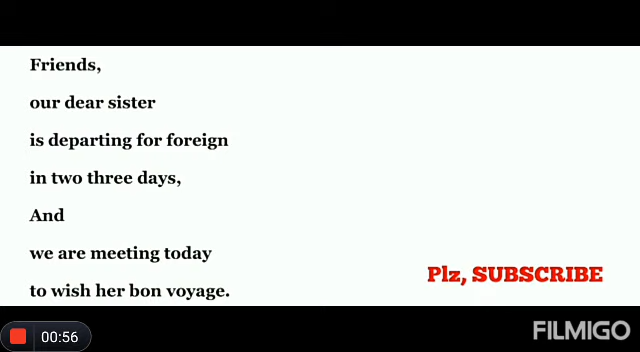 Friends,
our dear sister
is departing for foreign
in two three days,
And
we are meeting today
to wish her bon voyage.
Plz, SUBSCRIBE
00:56
FILMIGO